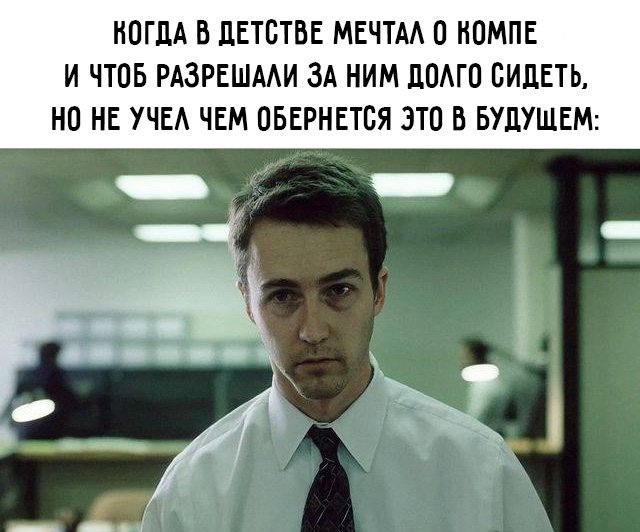 КОГДА В ДЕТСТВЕ МЕЧТАЛ О КОМПЕ
И ЧТОБ РАЗРЕШАЛИ ЗА НИМ ДОЛГО СИДЕТЬ,
НО НЕ УЧЕЛ ЧЕМ ОБЕРНЕТСЯ ЭТО В БУДУЩЕМ: